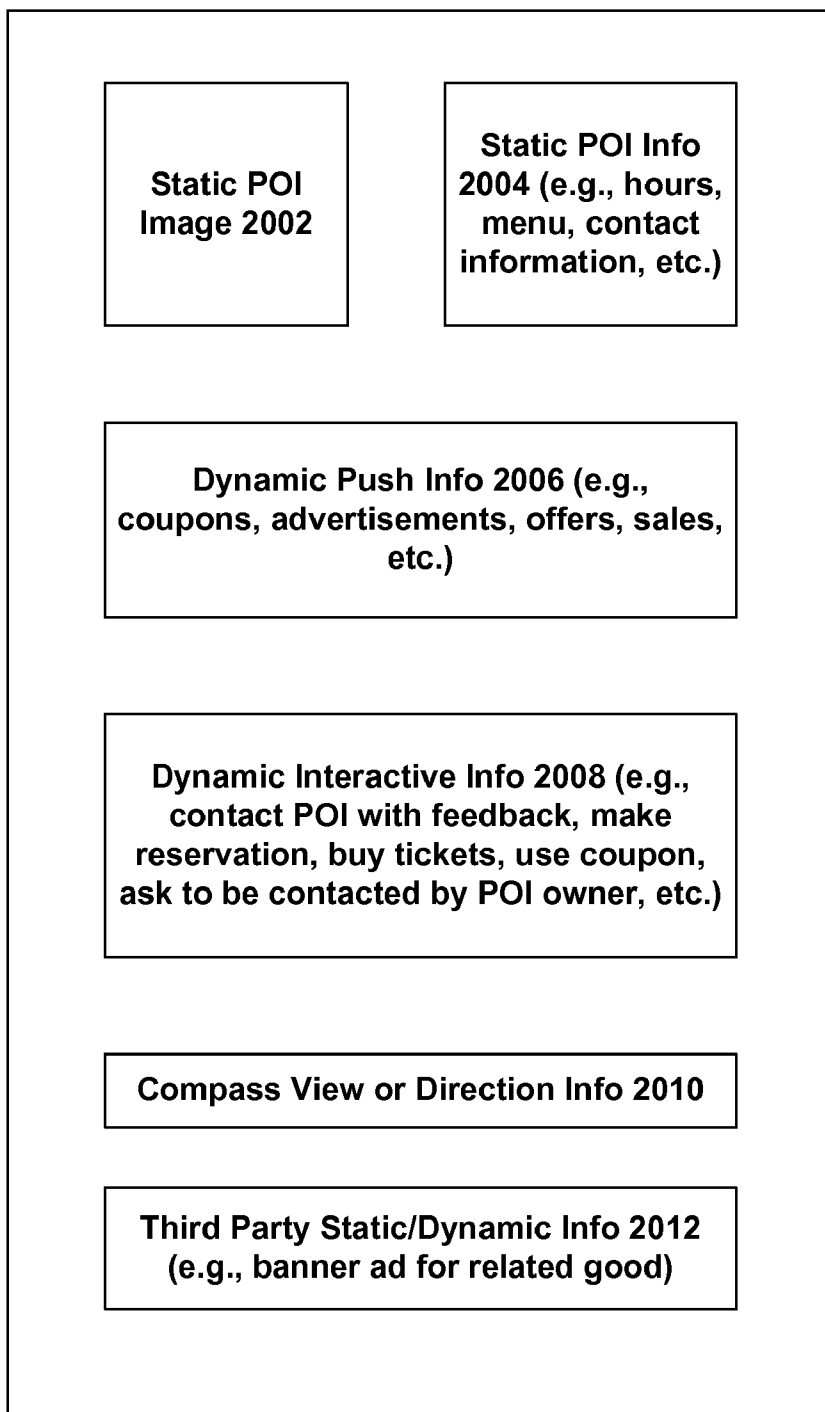 Static POI
Image 2002
Static POI Info
2004 (e.g., hours,
menu, contact
information, etc.)
Dynamic Push Info 2006 (e.g.,
coupons, advertisements, offers, sales,
etc.)
Dynamic Interactive Info 2008 (e.g.,
contact POI with feedback, make
reservation, buy tickets, use coupon,
ask to be contacted by POI owner, etc.)
Compass View or Direction Info 2010
Third Party Static/Dynamic Info 2012
(e.g., banner ad for related good)